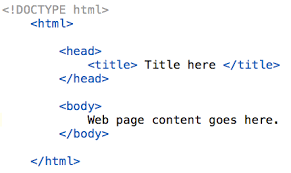 <!DOCTYPE html>
<html>
<head>
<title> Title here </title>
</head>
<body>
Web page content goes here.
</body>
</html>